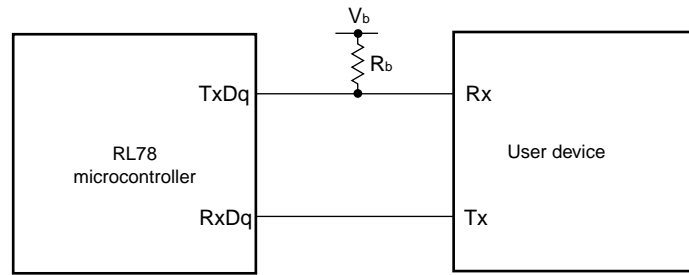 Vb
Rb
TxDq
Rx
RL78
microcontroller
User device
RxDq
Tx